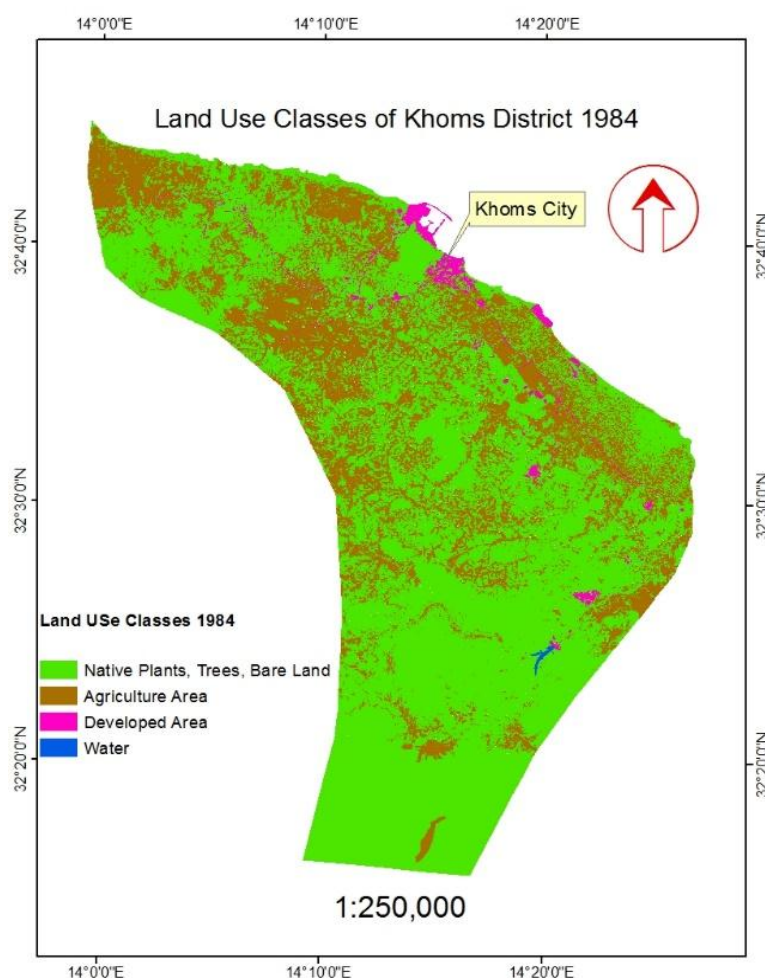 14°0'0"E
14°10'0"E
14°20'0"E
Land Use Classes of Khoms District 1984
Khoms City
32°40'0"N
32°40'0"N
32°30'0"N
32°30'0"N
Land USe Classes 1984
Native Plants, Trees, Bare Land
Agriculture Area
Developed Area
Water
32°20'0"N
32°20'0"N
1:250,000
14°0'0"E
14°10'0"E
14°20'0"E